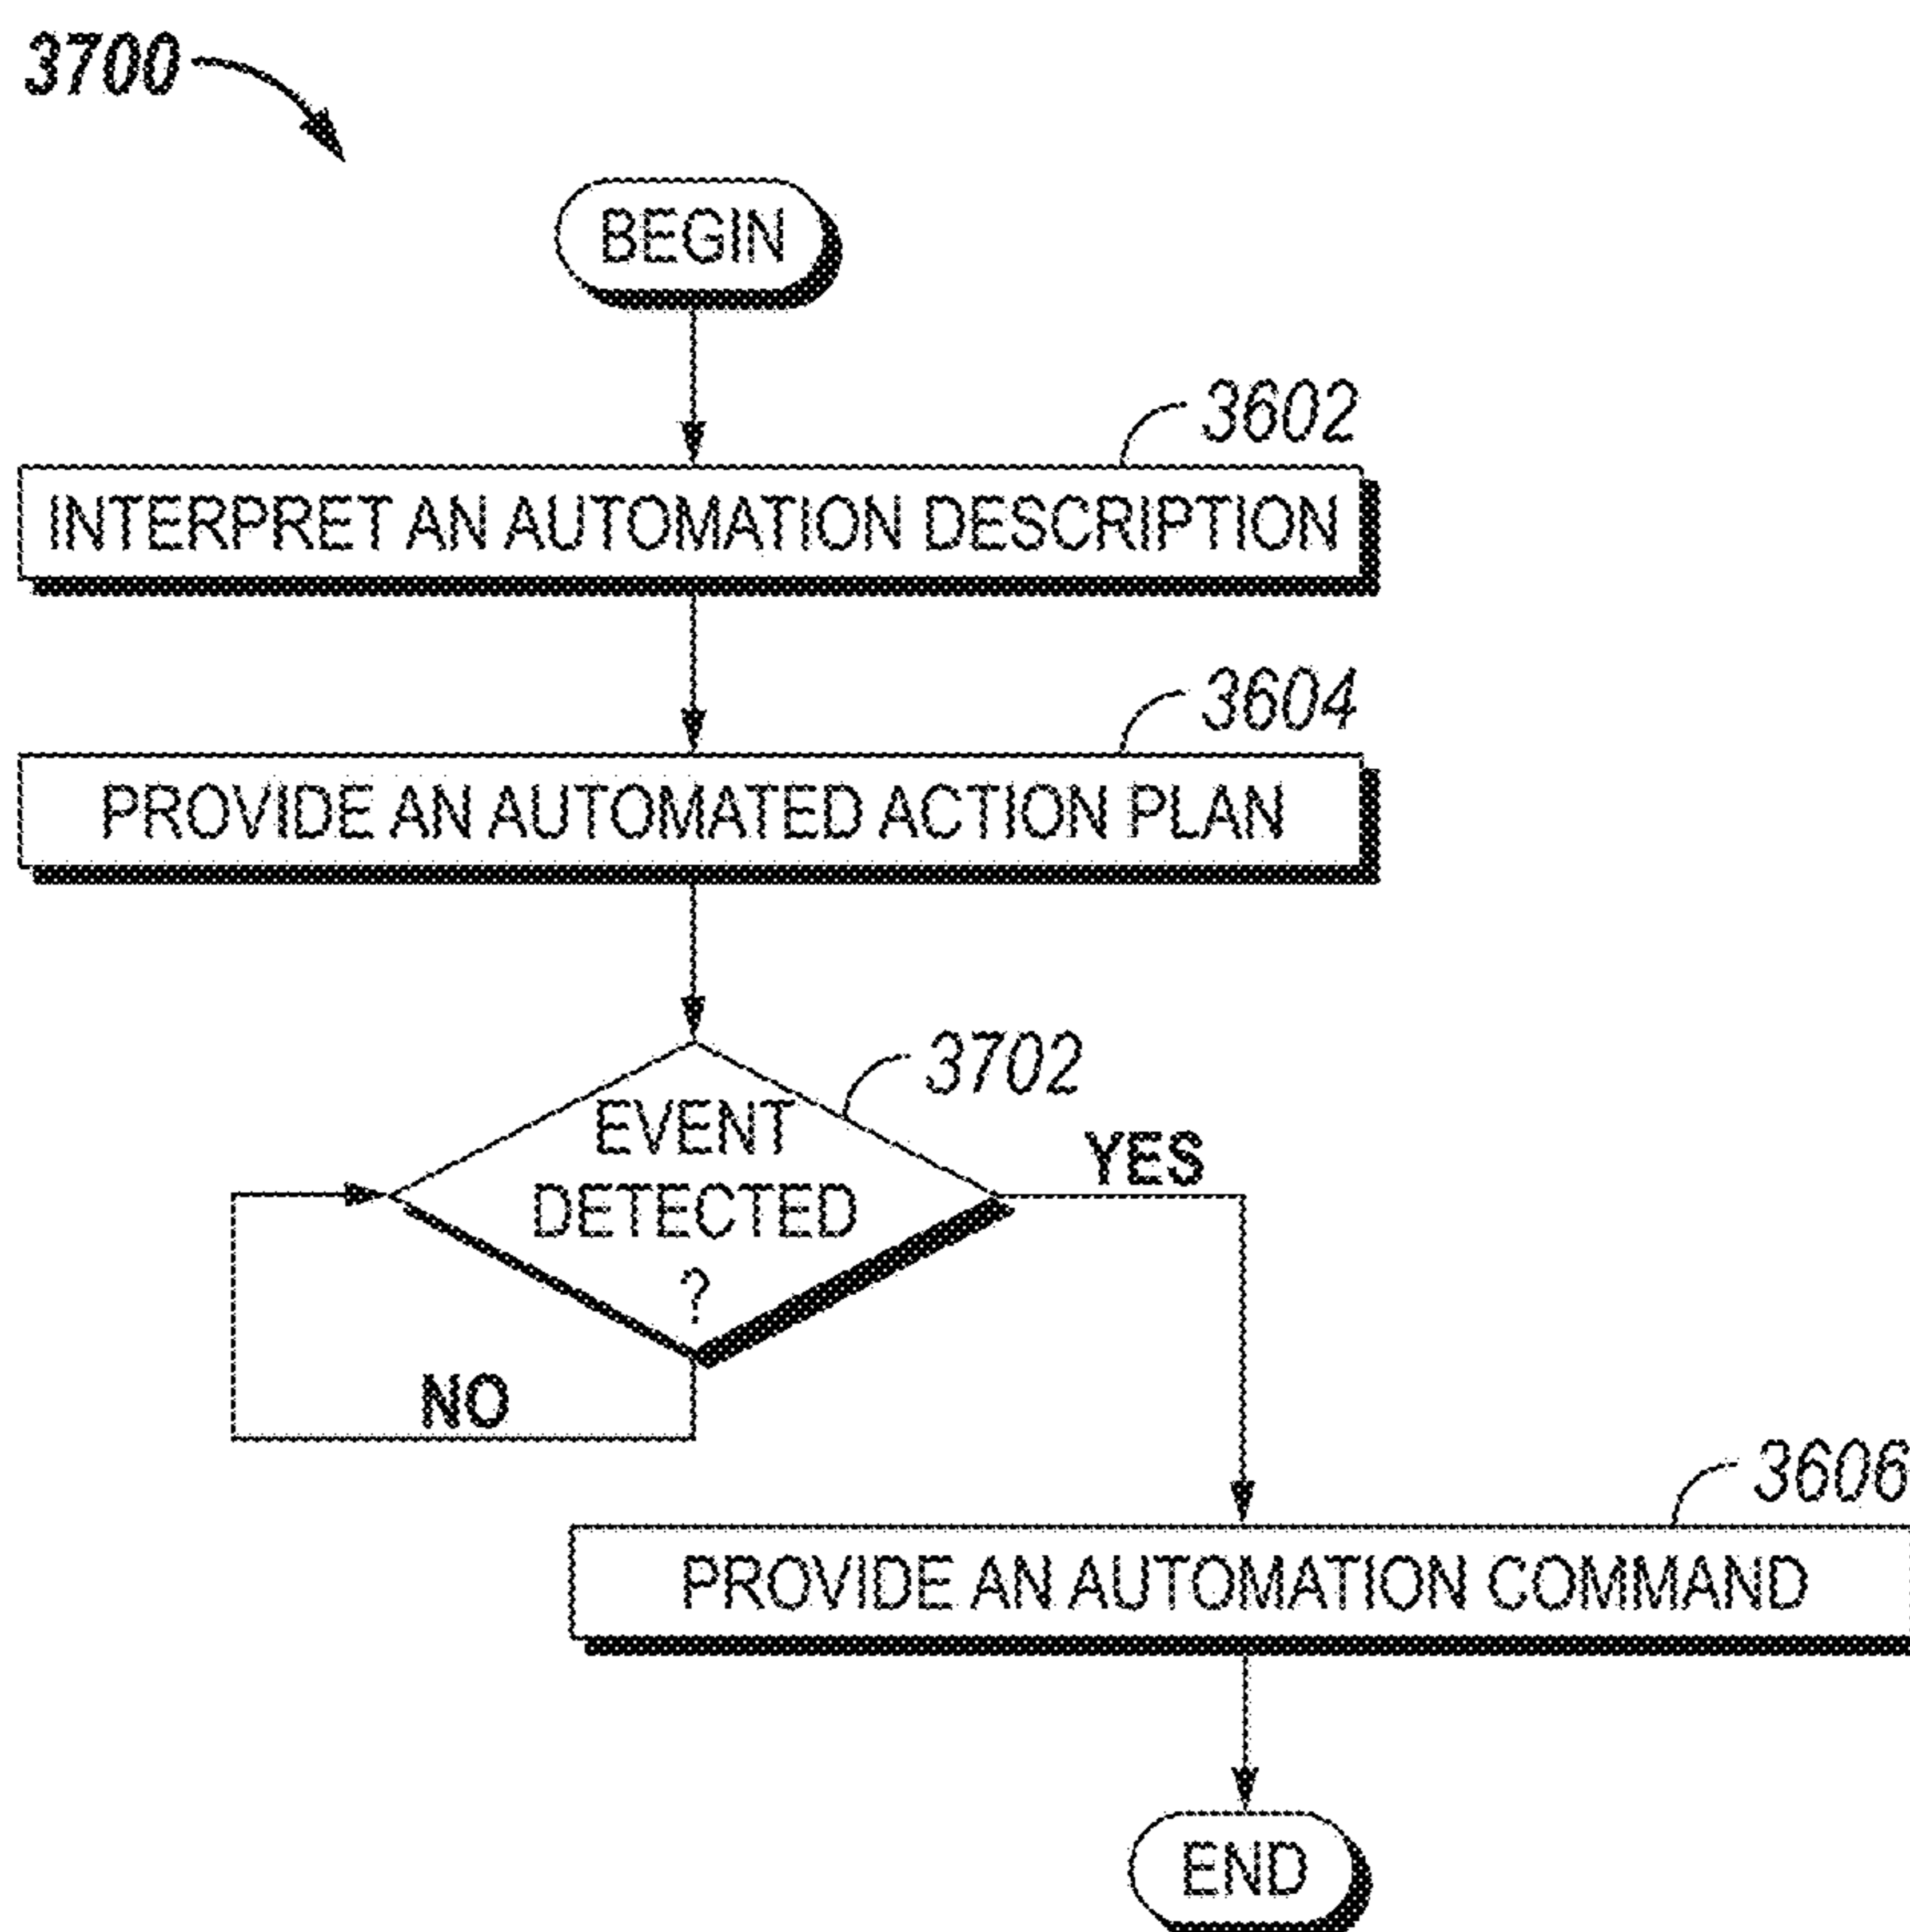 3700
BEGIN
3602
INTERPRET AN AUTOMATION DESCRIPTION
3604
PROVIDE AN AUTOMATED ACTION PLAN
3702
EVENT
DETECTED
?
YES
NO
3606
PROVIDE AN AUTOMATION COMMAND
END